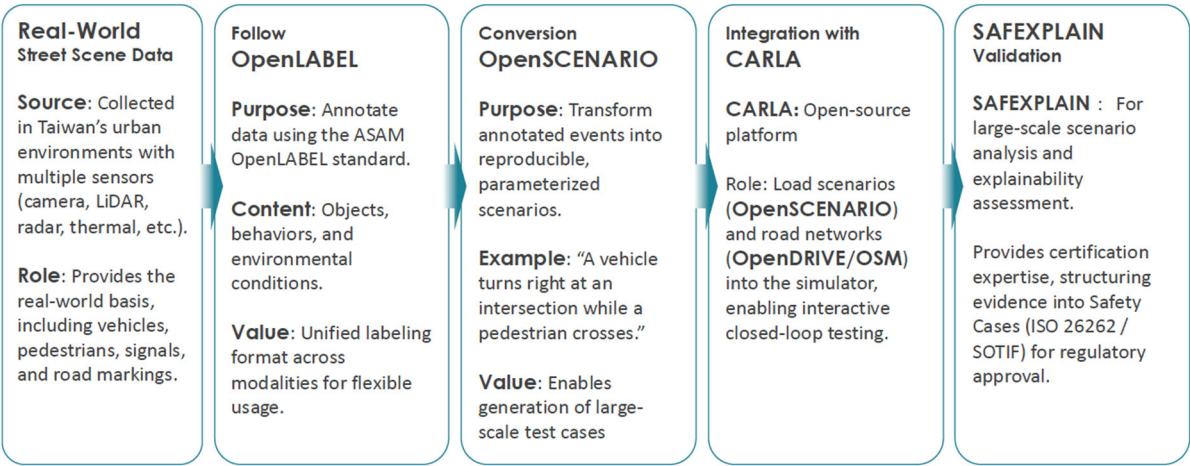 Real-World
Street Scene Data
Source: Collected
in Taiwan's urban
environments with
multiple sensors
(camera, LiDAR,
radar, thermal, etc.).
Role: Provides the
real-world basis,
including vehicles,
pedestrians, signals,
and road markings.
Follow
OpenLABEL
Purpose: Annotate
data using the ASAM
OpenLABEL standard.
Content: Objects,
behaviors, and
environmental
conditions.
Value: Unified labeling
format across
modalities for flexible
usage.
Conversion
OpenSCENARIO
Purpose: Transform
annotated events into
reproducible,
parameterized
scenarios.
Example: “A vehicle
turns right at an
intersection while a
pedestrian crosses.”
Value: Enables
generation of large-
scale test cases
Integration with
CARLA
CARLA: Open-source
platform
Role: Load scenarios
(OpenSCENARIO)
and road networks
(OpenDRIVE/OSM)
into the simulator,
enabling interactive
closed-loop testing.
SAFEXPLAIN
Validation
SAFEXPLAIN： For
large-scale scenario
analysis and
explainability
assessment.
Provides certification
expertise, structuring
evidence into Safety
Cases (ISO 26262 /
SOTIF) for regulatory
approval.